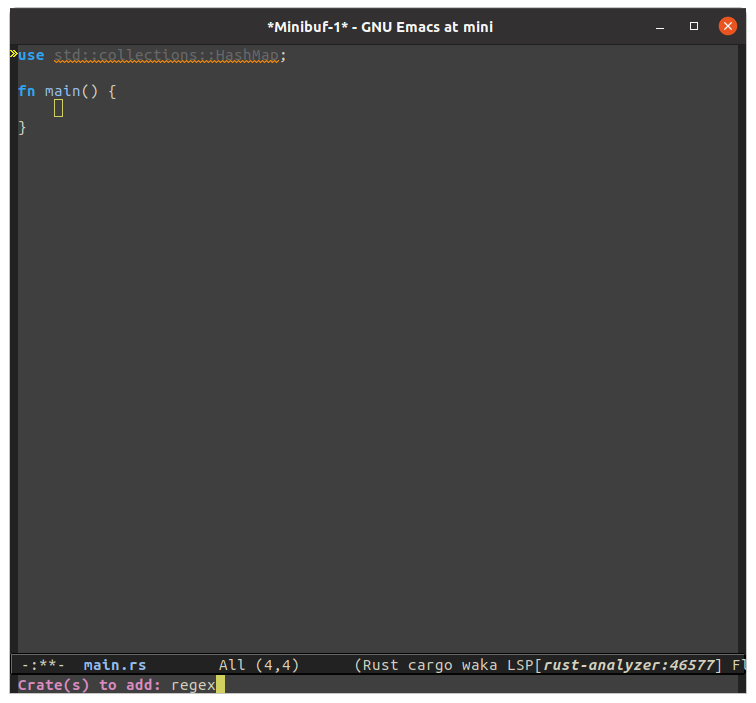 *Minibuf-1* - GNU Emacs at mini
use std::collections::HashMap;
fn main() {
}
-:**- main.rs All (4,4) (Rust cargo waka LSP[rust-analyzer:46577] Fl
Crate(s) to add: regex